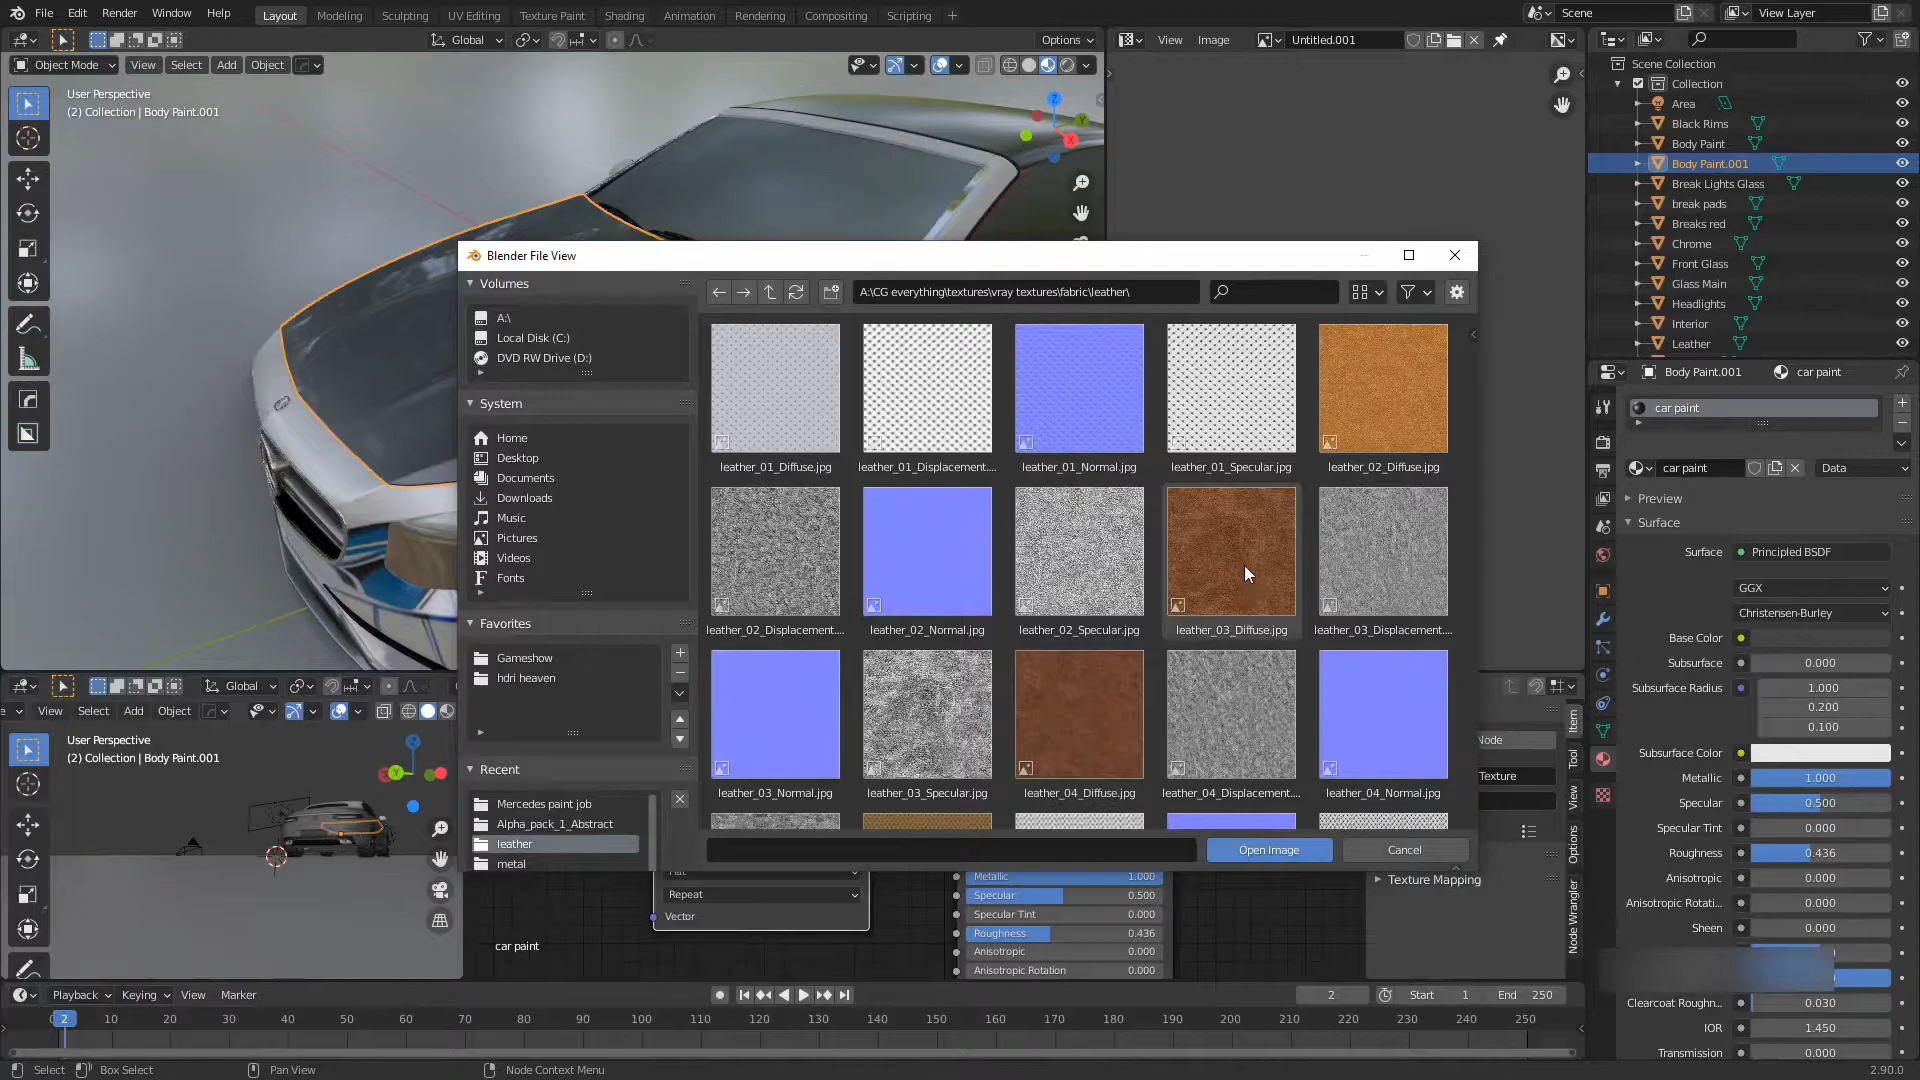 File Edit Render Window Help
Layout Modeling Sculpting UV Editing Texture Paint Shading Animation Rendering Compositing Scripting +
Scene
View Layer
Global
Options
View Image
Untitled.001
Object Mode View Select Add Object
User Perspective
(2) Collection | Body Paint.001
Scene Collection
Collection
Area
Black Rims
Body Paint
Body Paint.001
Break Lights Glass
break pads
Breaks red
Chrome
Front Glass
Glass Main
Headlights
Interior
Leather
Blender File View
Volumes
A:\
Local Disk (C:)
DVD RW Drive (D:)
System
Home
Desktop
Documents
Downloads
Music
Pictures
Videos
Fonts
Favorites
Gameshow
hdri heaven
Recent
Mercedes paint job
Alpha_pack_1_Abstract
leather
metal
A:\CG everything\textures\vray textures\fabric\leather\
leather_01_Diffuse.jpg leather_01_Displacement.... leather_01_Normal.jpg leather_01_Specular.jpg leather_02_Diffuse.jpg
leather_02_Displacement.... leather_02_Normal.jpg leather_02_Specular.jpg leather_03_Diffuse.jpg leather_03_Displacement....
leather_03_Normal.jpg leather_03_Specular.jpg leather_04_Diffuse.jpg leather_04_Displacement.... leather_04_Normal.jpg
Open Image Cancel
Body Paint.001 car paint
car paint
car paint Data
Preview
Surface
Surface Principled BSDF
GGX
Christensen-Burley
Base Color
Subsurface 0.000
Subsurface Radius 1.000
0.200
0.100
Subsurface Color
Metallic 1.000
Specular 0.500
Specular Tint 0.000
Roughness 0.436
Anisotropic 0.000
Anisotropic Rotati... 0.000
Sheen 0.000
Clearcoat Roughn... 0.030
IOR 1.450
Transmission 0.000
Global
View Select Add Object
User Perspective
(2) Collection | Body Paint.001
Node
Texture
Item
Tool
View
Options
Node Wrangler
Texture Mapping
Repeat
Vector
car paint
Metallic 1.000
Specular 0.500
Specular Tint 0.000
Roughness 0.436
Anisotropic 0.000
Anisotropic Rotation 0.000
Playback Keying View Marker
2 Start 1 End 250
2 10 20 30 40 50 60 70 80 90 100 110 120 130 140 150 160 170 180 190 200 210 220 230 240 250
Select Box Select Pan View Node Context Menu
2.90.0